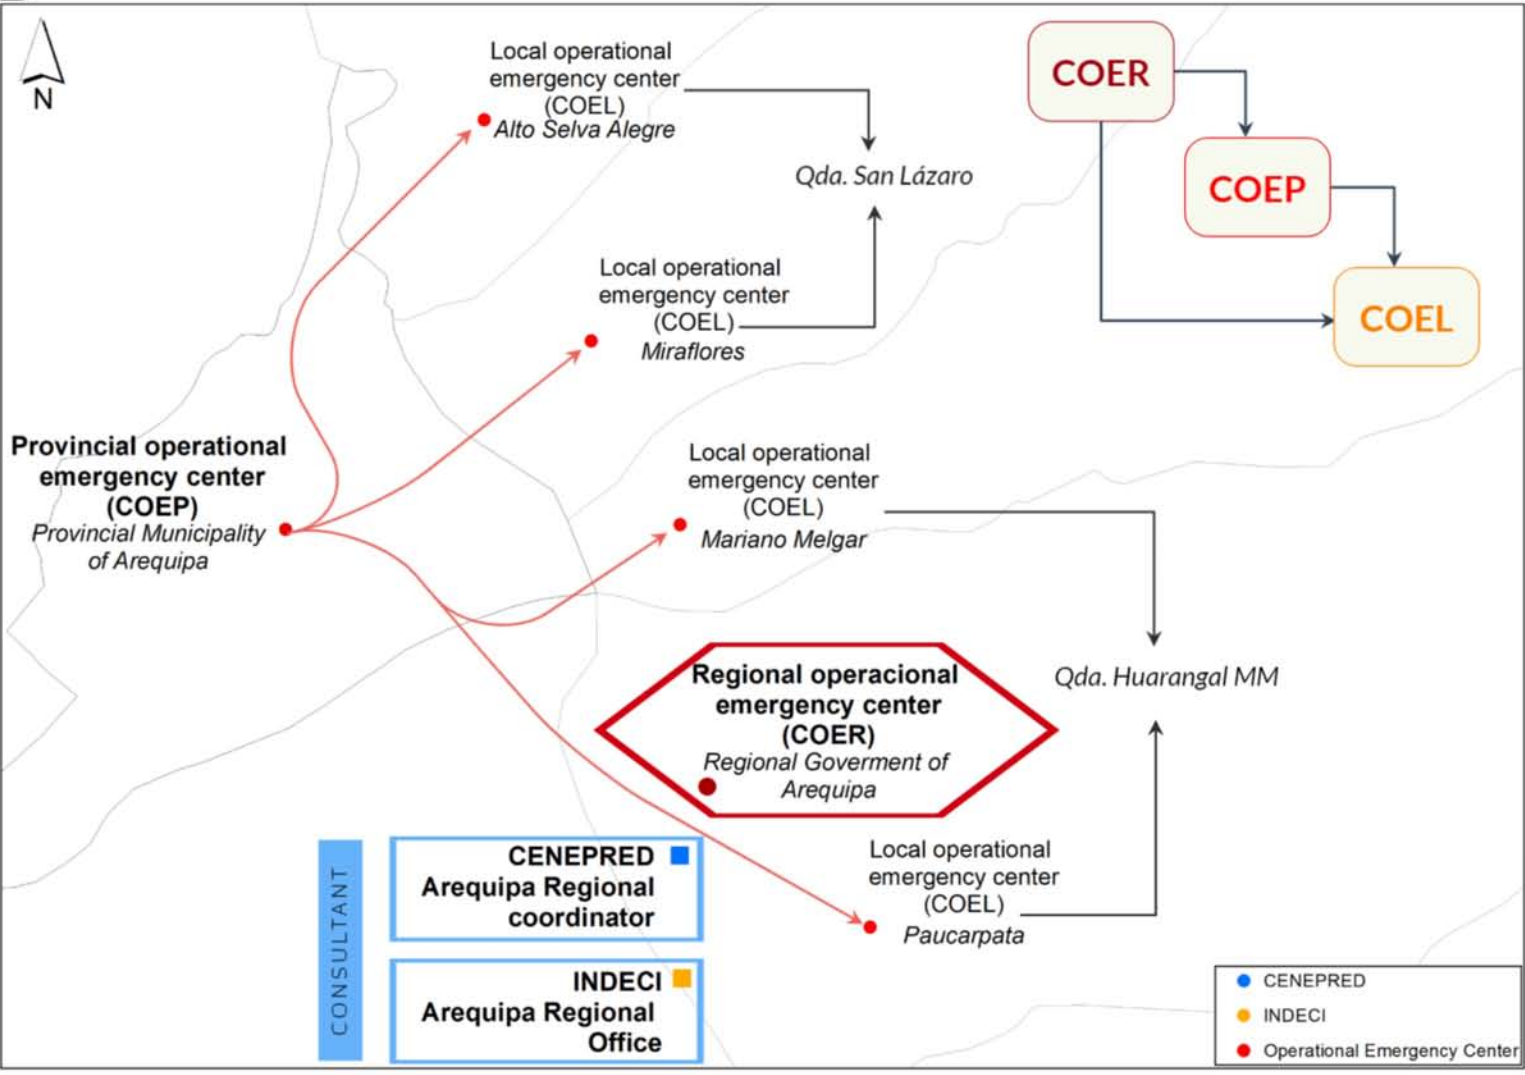 N
Local operational
emergency center
(COEL)
Alto Selva Alegre
Qda. San Lázaro
COER
COEP
COEL
Local operational
emergency center
(COEL)
Miraflores
Provincial operational
emergency center
(COEP)
Provincial Municipality
of Arequipa
Local operational
emergency center
(COEL)
Mariano Melgar
Qda. Huarangal MM
Regional operacional
emergency center
(COER)
Regional Goverment of
Arequipa
Local operational
emergency center
(COEL)
Paucarpata
CONSULTANT
CENEPRED
Arequipa Regional
coordinator
INDECI
Arequipa Regional
Office
CENEPRED
INDECI
Operational Emergency Center